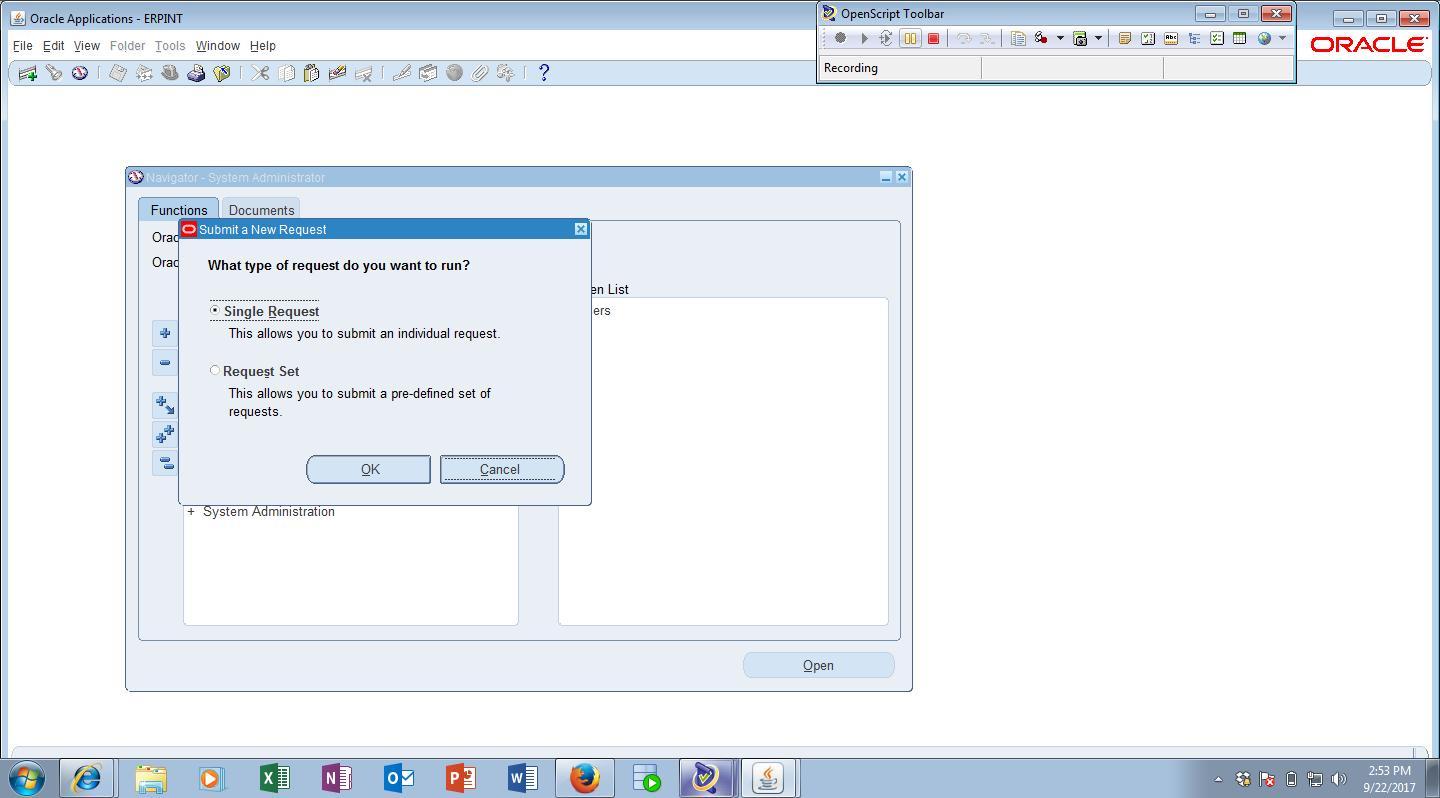 Oracle Applications - ERPINT
OpenScript Toolbar
File Edit View Folder Tools Window Help
ORACLE
Recording
Navigator - System Administrator
Functions Documents
Submit a New Request
What type of request do you want to run?
Single Request
This allows you to submit an individual request.
Request Set
This allows you to submit a pre-defined set of
requests.
OK Cancel
en List
ers
+ System Administration
Open
2:53 PM
9/22/2017